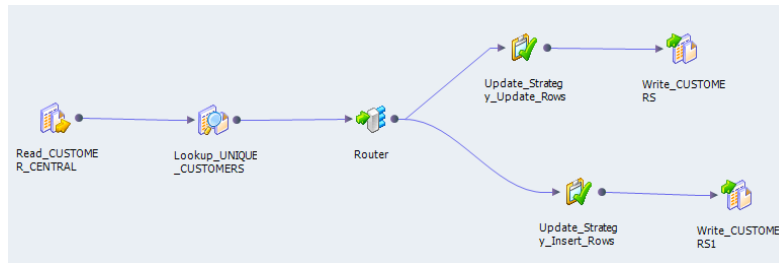 Update_Strateg
y_Update_Rows
Write_CUSTOME
RS
Read_CUSTOME
R_CENTRAL
Lookup_UNIQUE
_CUSTOMERS
Router
Update_Strateg
y_Insert_Rows
Write_CUSTOME
RS1